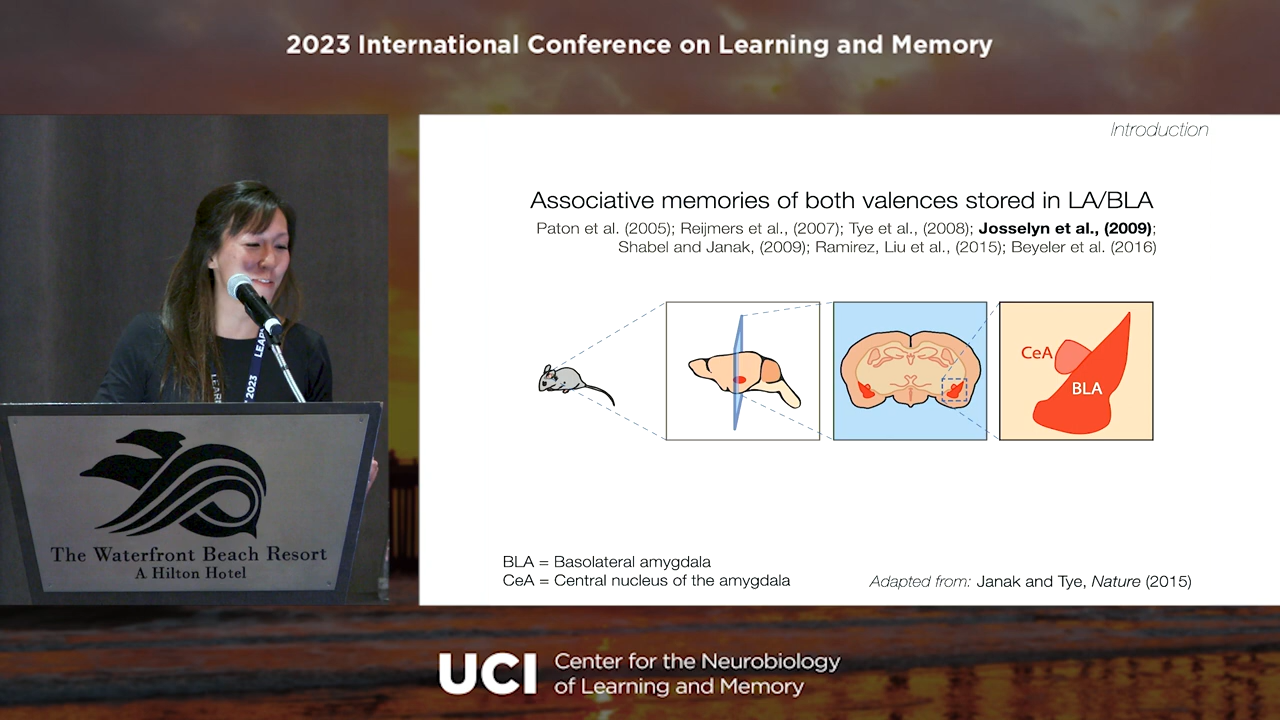 2023 International Conference on Learning and Memory
Introduction
Associative memories of both valences stored in LA/BLA
Paton et al. (2005); Reijmers et al., (2007); Tye et al., (2008); Josselyn et al., (2009);
Shabel and Janak, (2009); Ramirez, Liu et al., (2015); Beyeler et al. (2016)
CeA
BLA
BLA = Basolateral amygdala
CeA = Central nucleus of the amygdala
Adapted from: Janak and Tye, Nature (2015)
2023 LEAP
LEAR
The Waterfront Beach Resort
A Hilton Hotel
UCI
Center for the Neurobiology
of Learning and Memory